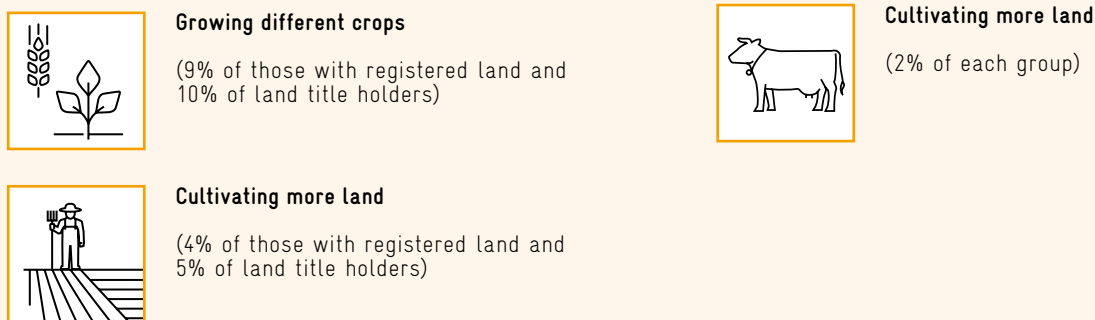 Growing different crops
(9% of those with registered land and
10% of land title holders)
Cultivating more land
(4% of those with registered land and
5% of land title holders)
Cultivating more land
(2% of each group)